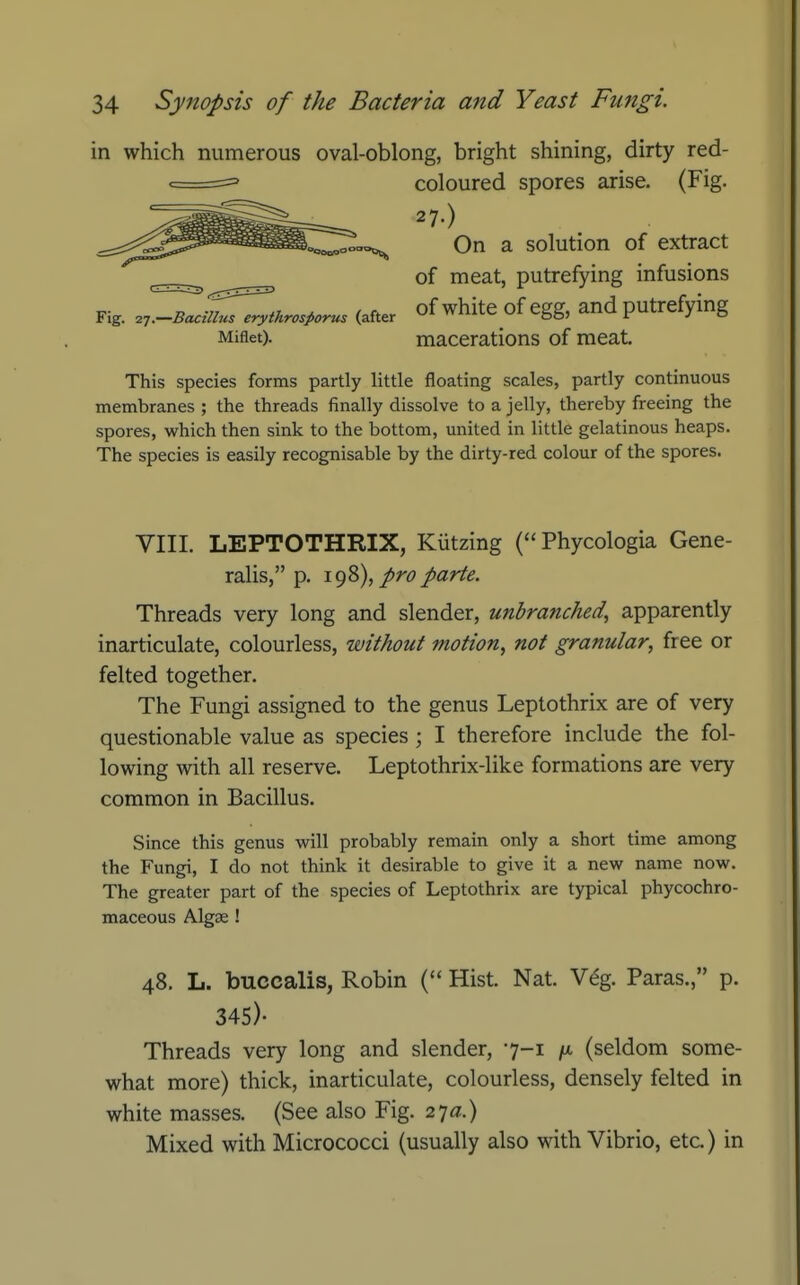 34 Synopsis of the Bacteria and Yeast Fungi.
in which numerous oval-oblong, bright shining, dirty red-
coloured spores arise. (Fig.
27.)
On a solution of extract
of meat, putrefying infusions
of white of egg, and putrefying
macerations of meat.
Fig. 27.—Bacillus erythrosporus (after
Miflet).
This species forms partly little floating scales, partly continuous
membranes ; the threads finally dissolve to a jelly, thereby freeing the
spores, which then sink to the bottom, united in little gelatinous heaps.
The species is easily recognisable by the dirty-red colour of the spores.
VIII. LEPTOTHRIX, Kützing (“Phycologia Gene-
ralis,” p. 198), pro parte.
Threads very long and slender, unbranched, apparently
inarticulate, colourless, without motion, not granular, free or
felted together.
The Fungi assigned to the genus Leptothrix are of very
questionable value as species ; I therefore include the fol-
lowing with all reserve. Leptothrix-like formations are very
common in Bacillus.
Since this genus will probably remain only a short time among
the Fungi, I do not think it desirable to give it a new name now.
The greater part of the species of Leptothrix are typical phycochro-
maceous Algæ !
48. L. buccalis, Robin (“Hist. Nat. Vég. Paras.,” p.
345).
Threads very long and slender, ·7–1 μ (seldom some-
what more) thick, inarticulate, colourless, densely felted in
white masses. (See also Fig. 27a.)
Mixed with Micrococci (usually also with Vibrio, etc.) in